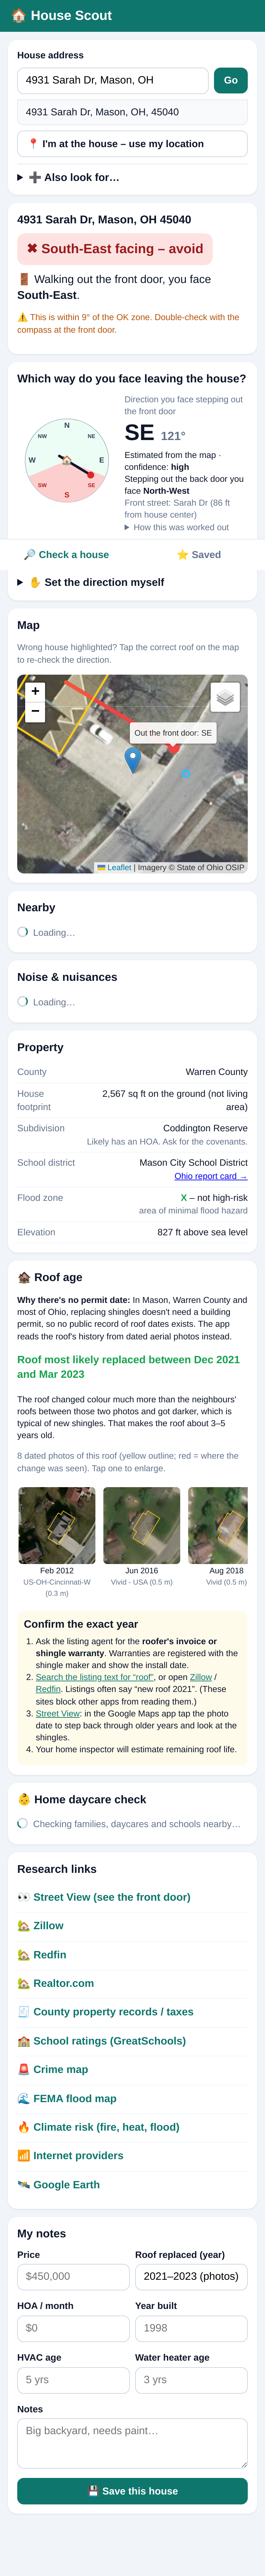 🏠 House Scout
House address
4931 Sarah Dr, Mason, OH
Go
4931 Sarah Dr, Mason, OH, 45040
📍 I'm at the house – use my location
▶ ➕ Also look for…
4931 Sarah Dr, Mason, OH 45040
✖ South-East facing – avoid
🚪 Walking out the front door, you face
South-East.
⚠️ This is within 9° of the OK zone. Double-check with the
compass at the front door.
Which way do you face leaving the house?
N
NW
NE
W
E
SW
SE
S
Direction you face stepping out
the front door
SE 121°
Estimated from the map ·
confidence: high
Stepping out the back door you
face North-West
Front street: Sarah Dr (86 ft
from house center)
▶ How this was worked out
🔎 Check a house
⭐ Saved
▶ ✋ Set the direction myself
Map
Wrong house highlighted? Tap the correct roof on the map
to re-check the direction.
+
−
Out the front door: SE
Leaflet | Imagery © State of Ohio OSIP
Nearby
Loading…
Noise & nuisances
Loading…
Property
County
Warren County
House
footprint
2,567 sq ft on the ground (not living
area)
Subdivision
Coddington Reserve
Likely has an HOA. Ask for the covenants.
School district
Mason City School District
Ohio report card →
Flood zone
X – not high-risk
area of minimal flood hazard
Elevation
827 ft above sea level
🏚️ Roof age
Why there's no permit date: In Mason, Warren County and
most of Ohio, replacing shingles doesn't need a building
permit, so no public record of roof dates exists. The app
reads the roof's history from dated aerial photos instead.
Roof most likely replaced between Dec 2021
and Mar 2023
The roof changed colour much more than the neighbours'
roofs between these two photos and got darker, which is
typical of new shingles. That makes the roof about 3–5
years old.
8 dated photos of this roof (yellow outline; red = where the
change was seen). Tap one to enlarge.
Feb 2012
US-OH-Cincinnati-W
(0.3 m)
Jun 2016
Vivid - USA (0.5 m)
Aug 2018
Vivid (0.5 m)
Confirm the exact year
1. Ask the listing agent for the roofer's invoice or
shingle warranty. Warranties are registered with the
shingle maker and show the install date.
2. Search the listing text for "roof", or open Zillow /
Redfin. Listings often say "new roof 2021". (These
sites block other apps from reading them.)
3. Street View: in the Google Maps app tap the photo
date to step back through older years and look at the
shingles.
4. Your home inspector will estimate remaining roof life.
👶 Home daycare check
Checking families, daycares and schools nearby…
Research links
👀 Street View (see the front door)
🏡 Zillow
🏡 Redfin
🏡 Realtor.com
🧾 County property records / taxes
🏫 School ratings (GreatSchools)
🚨 Crime map
🌊 FEMA flood map
🔥 Climate risk (fire, heat, flood)
📶 Internet providers
🛰️ Google Earth
My notes
Price
Roof replaced (year)
$450,000
2021–2023 (photos)
HOA / month
Year built
$0
1998
HVAC age
Water heater age
5 yrs
3 yrs
Notes
Big backyard, needs paint…
💾 Save this house